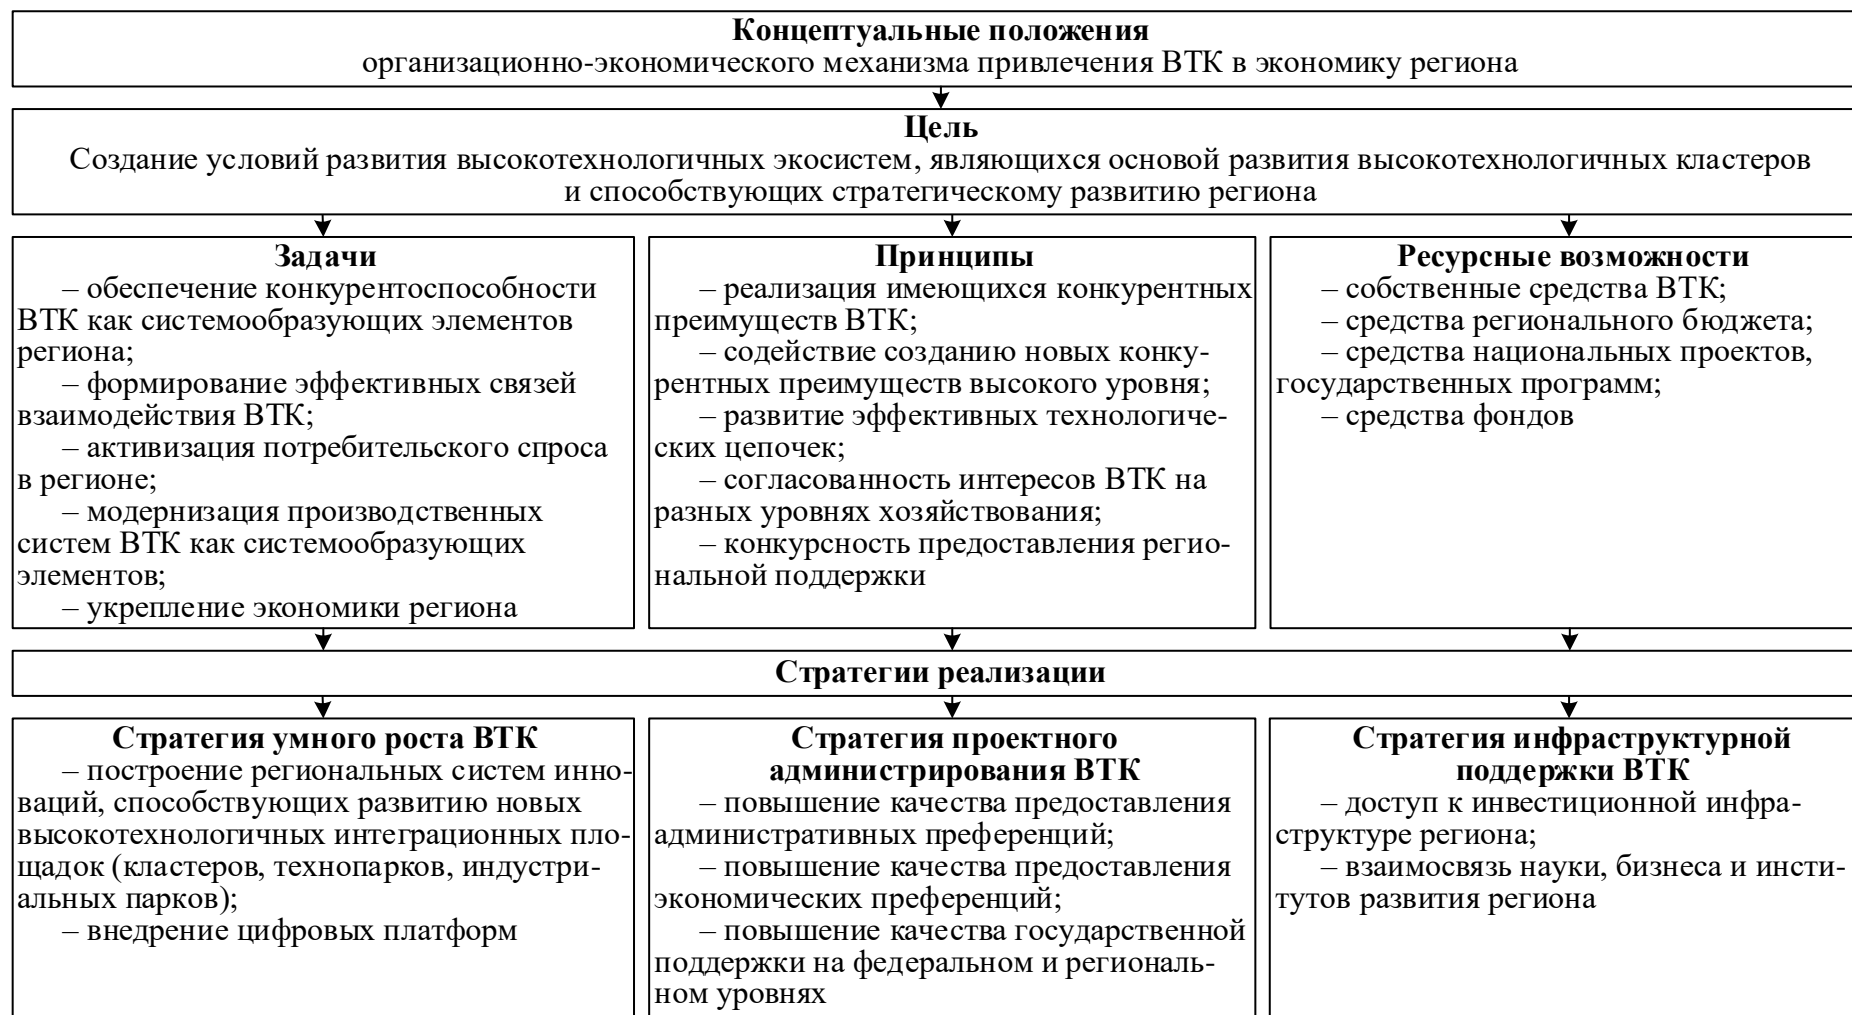 Концептуальные положения
организационно-экономического механизма привлечения ВТК в экономику региона
Цель
Создание условий развития высокотехнологичных экосистем, являющихся основой развития высокотехнологичных кластеров
и способствующих стратегическому развитию региона
Задачи
– обеспечение конкурентоспособности
ВТК как системообразующих элементов
региона;
– формирование эффективных связей
взаимодействия ВТК;
– активизация потребительского спроса
в регионе;
– модернизация производственных
систем ВТК как системообразующих
элементов;
– укрепление экономики региона
Принципы
– реализация имеющихся конкурентных
преимуществ ВТК;
– содействие созданию новых конку-
рентных преимуществ высокого уровня;
– развитие эффективных технологиче-
ских цепочек;
– согласованность интересов ВТК на
разных уровнях хозяйствования;
– конкурсность предоставления регио-
нальной поддержки
Ресурсные возможности
– собственные средства ВТК;
– средства регионального бюджета;
– средства национальных проектов,
государственных программ;
– средства фондов
Стратегии реализации
Стратегия умного роста ВТК
– построение региональных систем инно-
ваций, способствующих развитию новых
высокотехнологичных интеграционных пло-
щадок (кластеров, технопарков, индустри-
альных парков);
– внедрение цифровых платформ
Стратегия проектного
администрирования ВТК
– повышение качества предоставления
административных преференций;
– повышение качества предоставления
экономических преференций;
– повышение качества государственной
поддержки на федеральном и региональ-
ном уровнях
Стратегия инфраструктурной
поддержки ВТК
– доступ к инвестиционной инфра-
структуре региона;
– взаимосвязь науки, бизнеса и инсти-
тутов развития региона